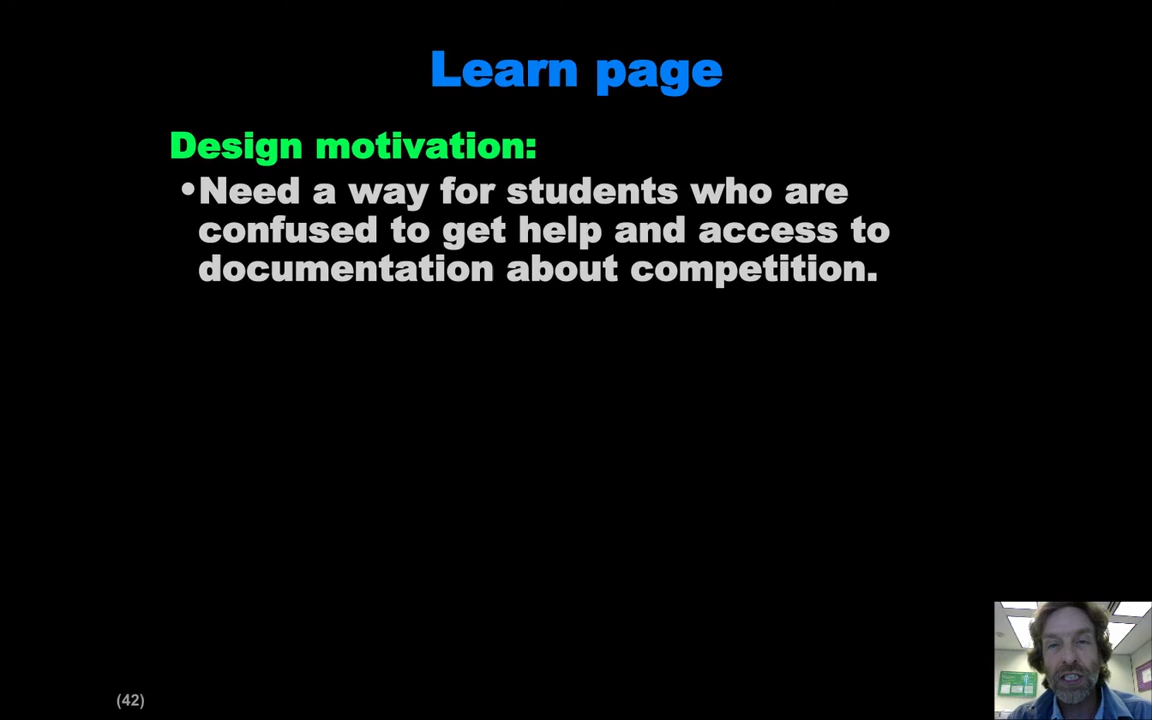 Learn page
Design motivation:
•Need a way for students who are
confused to get help and access to
documentation about competition.
(42)